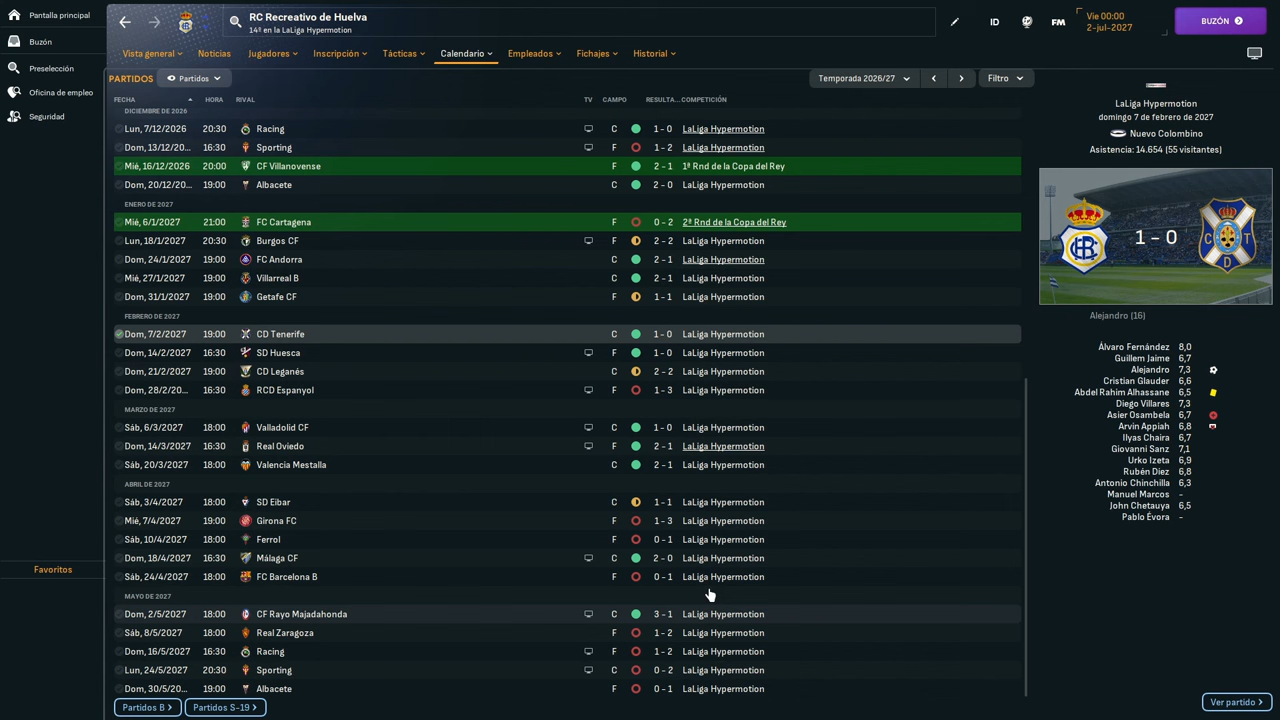 Pantalla principal
Buzón
Preselección
Oficina de empleo
Seguridad
Favoritos
RC Recreativo de Huelva
14º en la LaLiga Hypermotion
ID
FM
Vie 00:00
2-jul-2027
BUZÓN
Vista general
Noticias
Jugadores
Inscripción
Tácticas
Calendario
Empleados
Fichajes
Historial
PARTIDOS
Partidos
Temporada 2026/27
Filtro
FECHA HORA RIVAL TV CAMPO RESULTA... COMPETICIÓN
DICIEMBRE DE 2026
Lun, 7/12/2026 20:30 Racing C 1 - 0 LaLiga Hypermotion
Dom, 13/12/20... 16:30 Sporting F 1 - 2 LaLiga Hypermotion
Mié, 16/12/2026 20:00 CF Villanovense F 2 - 1 1ª Rnd de la Copa del Rey
Dom, 20/12/20... 19:00 Albacete C 2 - 0 LaLiga Hypermotion
ENERO DE 2027
Mié, 6/1/2027 21:00 FC Cartagena F 0 - 2 2ª Rnd de la Copa del Rey
Lun, 18/1/2027 20:30 Burgos CF F 2 - 2 LaLiga Hypermotion
Dom, 24/1/2027 19:00 FC Andorra C 2 - 1 LaLiga Hypermotion
Mié, 27/1/2027 19:00 Villarreal B C 2 - 1 LaLiga Hypermotion
Dom, 31/1/2027 19:00 Getafe CF F 1 - 1 LaLiga Hypermotion
FEBRERO DE 2027
Dom, 7/2/2027 19:00 CD Tenerife C 1 - 0 LaLiga Hypermotion
Dom, 14/2/2027 16:30 SD Huesca F 1 - 0 LaLiga Hypermotion
Dom, 21/2/2027 19:00 CD Leganés C 2 - 2 LaLiga Hypermotion
Dom, 28/2/20... 16:30 RCD Espanyol F 1 - 3 LaLiga Hypermotion
MARZO DE 2027
Sáb, 6/3/2027 18:00 Valladolid CF C 1 - 0 LaLiga Hypermotion
Dom, 14/3/2027 16:30 Real Oviedo F 2 - 1 LaLiga Hypermotion
Sáb, 20/3/2027 18:00 Valencia Mestalla C 2 - 1 LaLiga Hypermotion
ABRIL DE 2027
Sáb, 3/4/2027 18:00 SD Eibar C 1 - 1 LaLiga Hypermotion
Mié, 7/4/2027 19:00 Girona FC F 1 - 3 LaLiga Hypermotion
Sáb, 10/4/2027 18:00 Ferrol F 0 - 1 LaLiga Hypermotion
Dom, 18/4/2027 16:30 Málaga CF C 2 - 0 LaLiga Hypermotion
Sáb, 24/4/2027 18:00 FC Barcelona B F 0 - 1 LaLiga Hypermotion
MAYO DE 2027
Dom, 2/5/2027 18:00 CF Rayo Majadahonda C 3 - 1 LaLiga Hypermotion
Sáb, 8/5/2027 18:00 Real Zaragoza F 1 - 2 LaLiga Hypermotion
Dom, 16/5/2027 16:30 Racing F 1 - 2 LaLiga Hypermotion
Lun, 24/5/2027 20:30 Sporting C 0 - 2 LaLiga Hypermotion
Dom, 30/5/20... 19:00 Albacete F 0 - 1 LaLiga Hypermotion
Partidos B
Partidos S-19
LaLiga Hypermotion
domingo 7 de febrero de 2027
Nuevo Colombino
Asistencia: 14.654 (55 visitantes)
1 - 0
C T
D
Alejandro (16)
Álvaro Fernández 8,0
Guillem Jaime 6,7
Alejandro 7,3
Cristian Glauder 6,6
Abdel Rahim Alhassane 6,5
Diego Villares 7,3
Asier Osambela 6,7
Arvin Appiah 6,8
Ilyas Chaira 6,7
Giovanni Sanz 7,1
Urko Izeta 6,9
Rubén Díez 6,8
Antonio Chinchilla 6,3
Manuel Marcos -
John Chetauya 6,5
Pablo Évora -
Ver partido